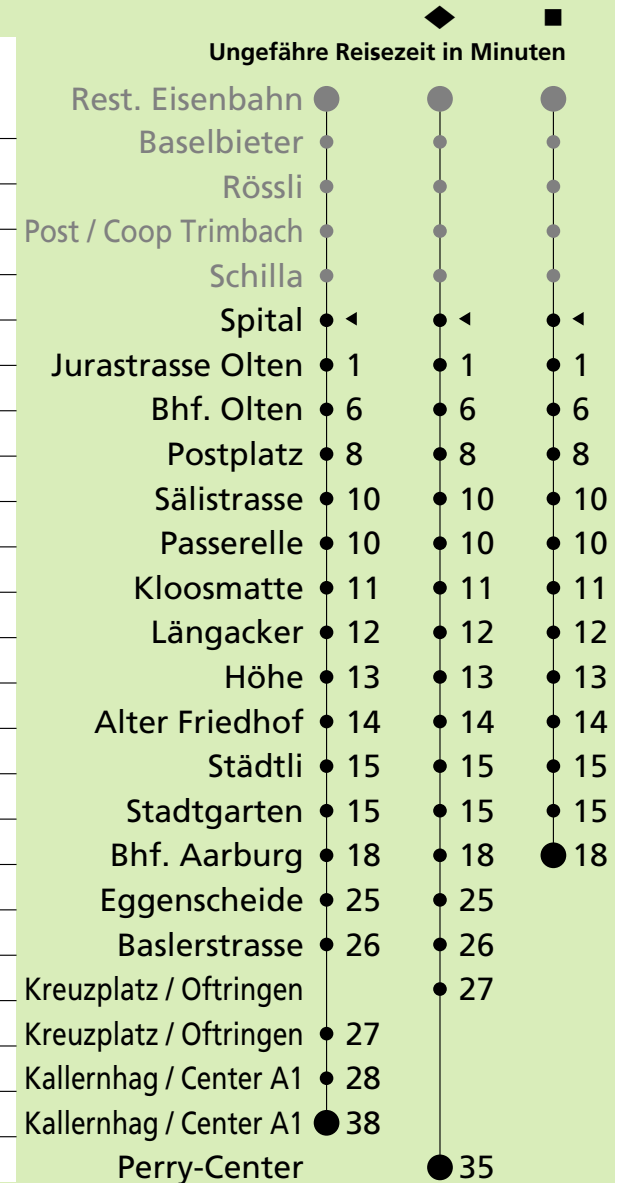 ◆ ■
Ungefähre Reisezeit in Minuten
Rest. Eisenbahn
Baselbieter
Rössli
Post / Coop Trimbach
Schilla
Spital
Jurastrasse Olten 1 1 1
Bhf. Olten 6 6 6
Postplatz 8 8 8
Sälistrasse 10 10 10
Passerelle 10 10 10
Kloosmatte 11 11 11
Längacker 12 12 12
Höhe 13 13 13
Alter Friedhof 14 14 14
Städtli 15 15 15
Stadtgarten 15 15 15
Bhf. Aarburg 18 18 18
Eggenscheide 25 25
Baslerstrasse 26 26
Kreuzplatz / Oftringen 27
Kreuzplatz / Oftringen 27
Kallernhag / Center A1 28
Kallernhag / Center A1 38
Perry-Center 35